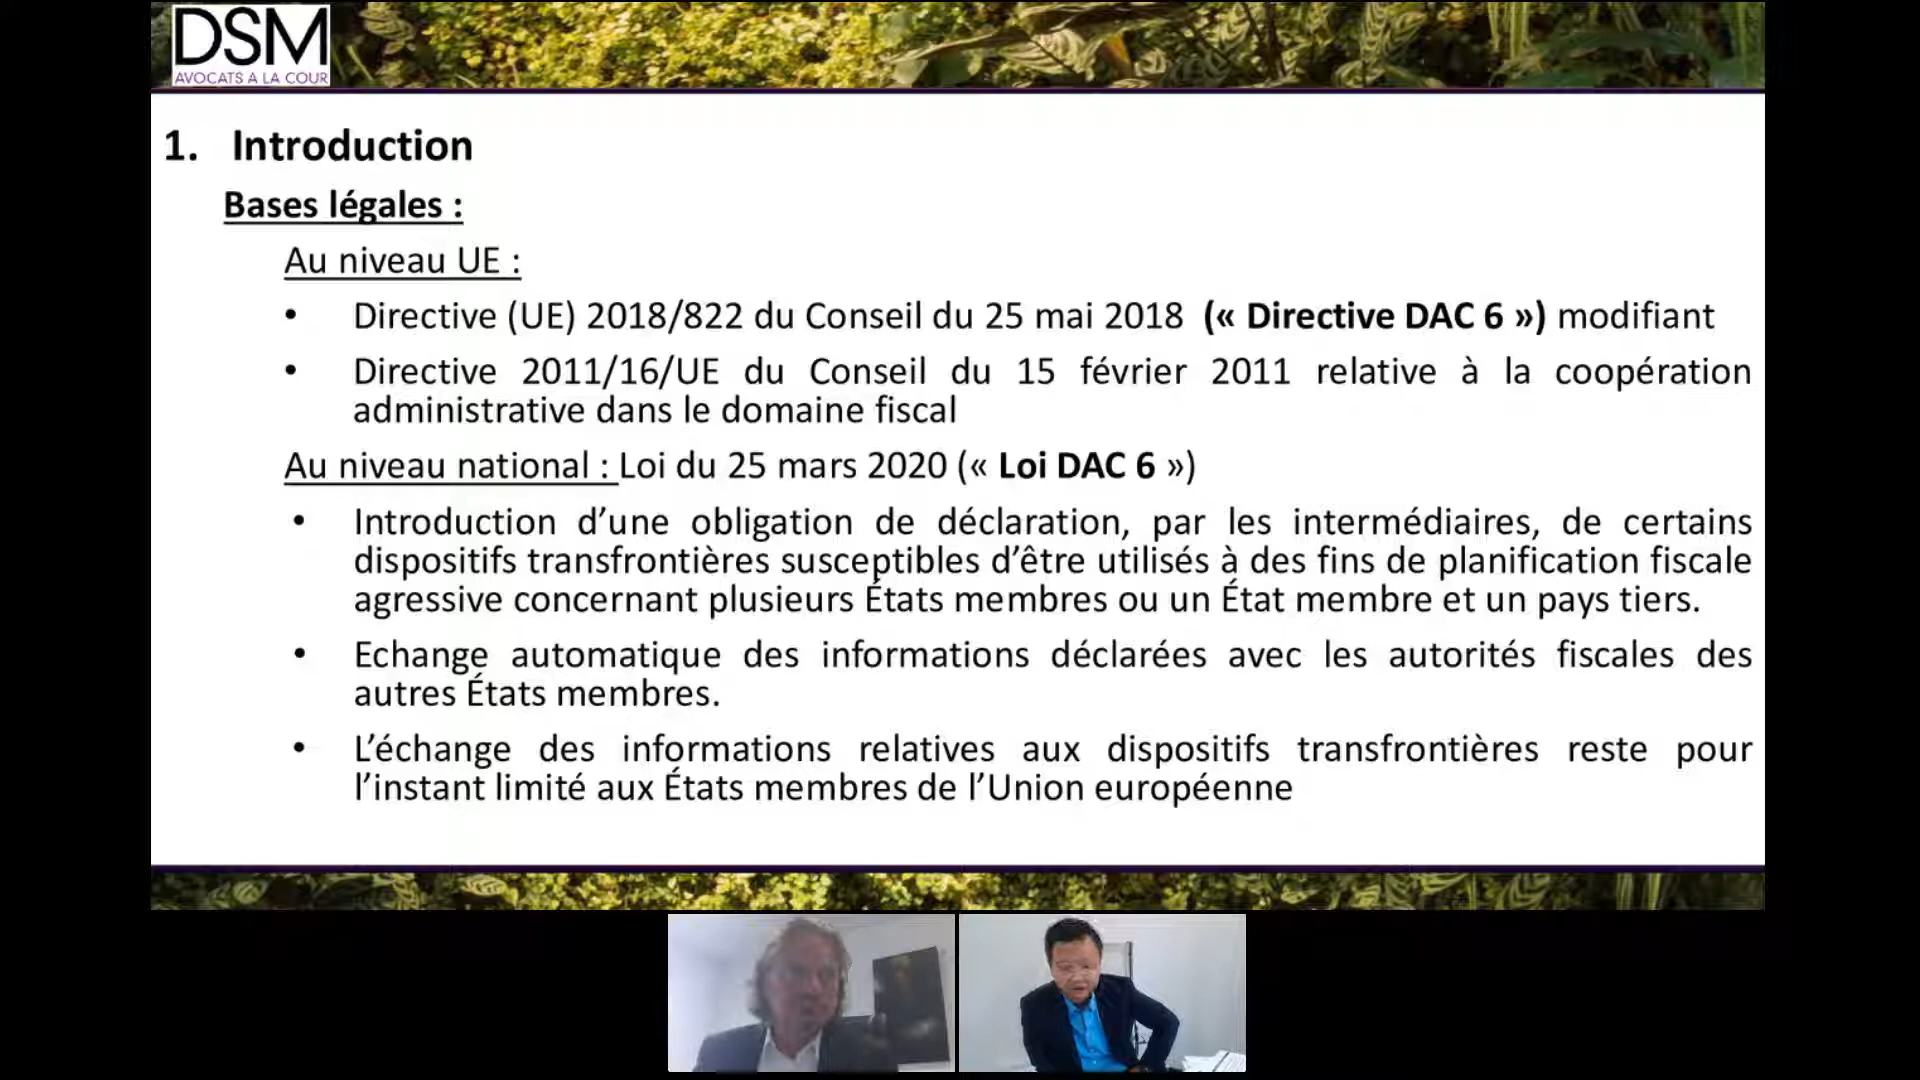 DSM
AVOCATS A LA COUR
1. Introduction
Bases légales :
Au niveau UE :
• Directive (UE) 2018/822 du Conseil du 25 mai 2018 (« Directive DAC 6 ») modifiant
• Directive 2011/16/UE du Conseil du 15 février 2011 relative à la coopération
administrative dans le domaine fiscal
Au niveau national : Loi du 25 mars 2020 (« Loi DAC 6 »)
• Introduction d’une obligation de déclaration, par les intermédiaires, de certains
dispositifs transfrontières susceptibles d’être utilisés à des fins de planification fiscale
agressive concernant plusieurs États membres ou un État membre et un pays tiers.
• Echange automatique des informations déclarées avec les autorités fiscales des
autres États membres.
• L’échange des informations relatives aux dispositifs transfrontières reste pour
l’instant limité aux États membres de l’Union européenne